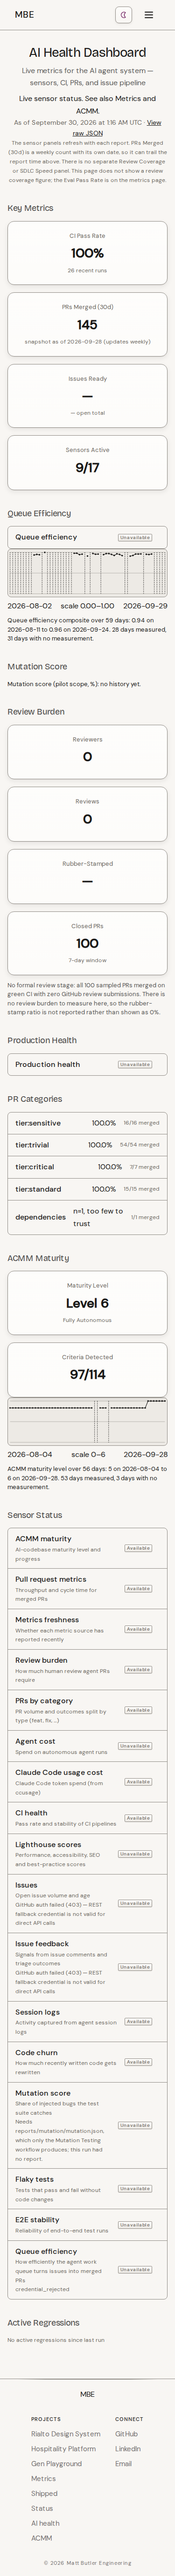 MBE
AI Health Dashboard
Live metrics for the AI agent system —
sensors, CI, PRs, and issue pipeline
Live sensor status. See also Metrics and
ACMM.
As of September 30, 2026 at 1:16 AM UTC · View
raw JSON
The sensor panels refresh with each report. PRs Merged
(30d) is a weekly count with its own date, so it can trail the
report time above. There is no separate Review Coverage
or SDLC Speed panel. This page does not show a review
coverage figure; the Eval Pass Rate is on the metrics page.
Key Metrics
CI Pass Rate
100%
26 recent runs
PRs Merged (30d)
145
snapshot as of 2026-09-28 (updates weekly)
Issues Ready
—
— open total
Sensors Active
9/17
Queue Efficiency
Queue efficiency
Unavailable
2026-08-02 scale 0.00–1.00 2026-09-29
Queue efficiency composite over 59 days: 0.94 on
2026-08-11 to 0.96 on 2026-09-24. 28 days measured,
31 days with no measurement.
Mutation Score
Mutation score (pilot scope, %): no history yet.
Review Burden
Reviewers
0
Reviews
0
Rubber-Stamped
—
Closed PRs
100
7-day window
No formal review stage: all 100 sampled PRs merged on
green CI with zero GitHub review submissions. There is
no review burden to measure here, so the rubber-
stamp ratio is not reported rather than shown as 0%.
Production Health
Production health
Unavailable
PR Categories
tier:sensitive 100.0% 16/16 merged
tier:trivial 100.0% 54/54 merged
tier:critical 100.0% 7/7 merged
tier:standard 100.0% 15/15 merged
dependencies n=1, too few to trust 1/1 merged
ACMM Maturity
Maturity Level
Level 6
Fully Autonomous
Criteria Detected
97/114
2026-08-04 scale 0–6 2026-09-28
ACMM maturity level over 56 days: 5 on 2026-08-04 to
6 on 2026-09-28. 53 days measured, 3 days with no
measurement.
Sensor Status
ACMM maturity
AI-codebase maturity level and
progress
Available
Pull request metrics
Throughput and cycle time for
merged PRs
Available
Metrics freshness
Whether each metric source has
reported recently
Available
Review burden
How much human review agent PRs
require
Available
PRs by category
PR volume and outcomes split by
type (feat, fix, …)
Available
Agent cost
Spend on autonomous agent runs
Unavailable
Claude Code usage cost
Claude Code token spend (from
ccusage)
Available
CI health
Pass rate and stability of CI pipelines
Available
Lighthouse scores
Performance, accessibility, SEO
and best-practice scores
Unavailable
Issues
Open issue volume and age
GitHub auth failed (403) — REST
fallback credential is not valid for
direct API calls
Unavailable
Issue feedback
Signals from issue comments and
triage outcomes
GitHub auth failed (403) — REST
fallback credential is not valid for
direct API calls
Unavailable
Session logs
Activity captured from agent session
logs
Available
Code churn
How much recently written code gets
rewritten
Available
Mutation score
Share of injected bugs the test
suite catches
Needs
reports/mutation/mutation.json,
which only the Mutation Testing
workflow produces; this run had
no report.
Unavailable
Flaky tests
Tests that pass and fail without
code changes
Unavailable
E2E stability
Reliability of end-to-end test runs
Unavailable
Queue efficiency
How efficiently the agent work
queue turns issues into merged
PRs
credential_rejected
Unavailable
Active Regressions
No active regressions since last run
MBE
PROJECTS
Rialto Design System
Hospitality Platform
Gen Playground
Metrics
Shipped
Status
AI health
ACMM
CONNECT
GitHub
LinkedIn
Email
© 2026 Matt Butler Engineering